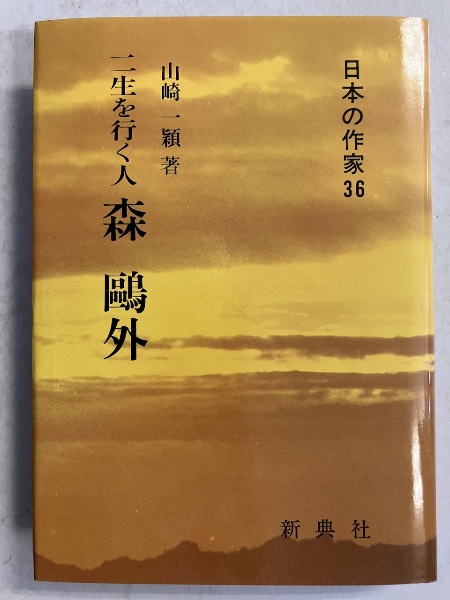 日本の作家36
山崎一穎著
二生を行く人 森 鷗外
新典社